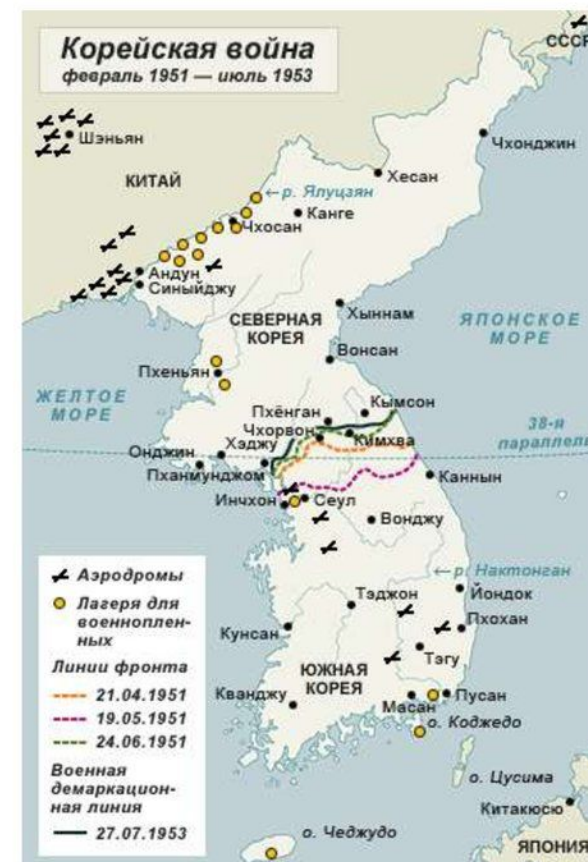 Корейская война
февраль 1951 — июль 1953
СССР
Шэньян
Чхонджин
КИТАЙ
Хесан
← р. Ялуцзян
Канге
Чхосан
Андун
Синыйджу
Хыннам
СЕВЕРНАЯ
КОРЕЯ
ЯПОНСКОЕ
МОРЕ
Вонсан
Пхеньян
ЖЕЛТОЕ
МОРЕ
Кымсон
Пхёнган
Чхорвон
38-я
параллель
Кимхва
Хэджу
Онджин
Пханмунджом
Каннын
Инчхон
Сеул
Вонджу
← р. Нактонган
Аэродромы
Тэджон
Йондок
Лагеря для
военноплен-
ных
Кунсан
Пхохан
Тэгу
Линии фронта
ЮЖНАЯ
КОРЕЯ
21.04.1951
Кванджу
Масан
Пусан
19.05.1951
о. Коджедо
24.06.1951
Военная
демаркацион-
ная линия
о. Цусима
Китакюсю
27.07.1953
о. Чеджудо
ЯПОНИЯ